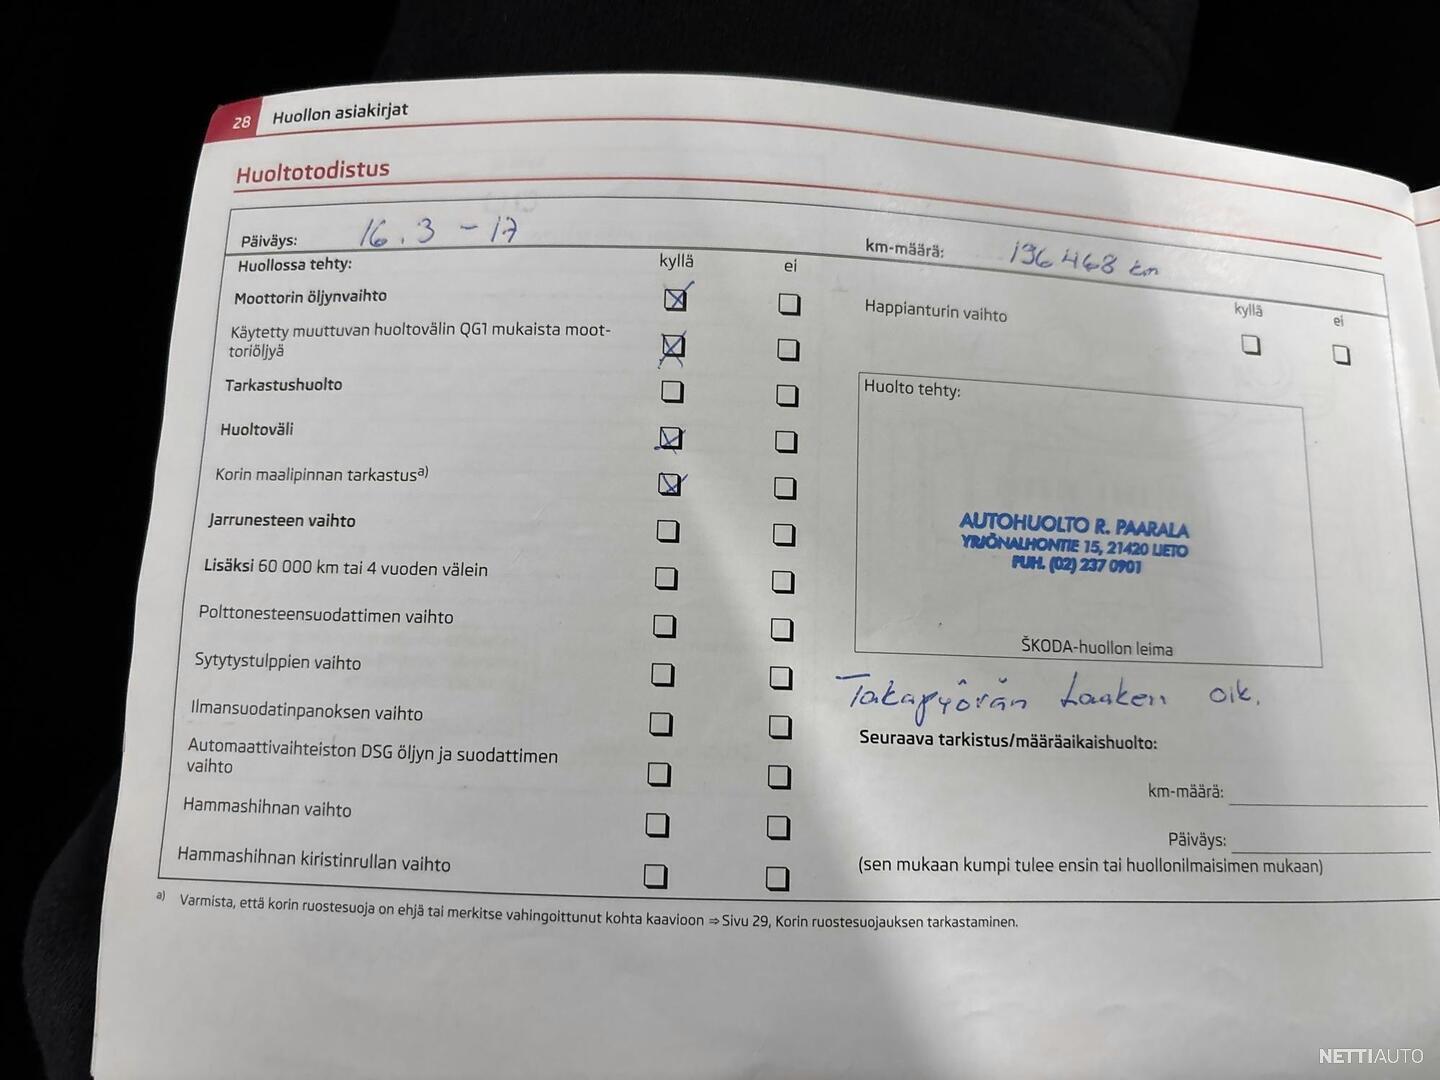 28 Huollon asiakirjat
Huoltotodistus
Päiväys: 16.3-17
km-määrä: 196 468 km
Huollossa tehty: kyllä ei
Moottorin öljynvaihto
Käytetty muuttuvan huoltovälin QG1 mukaista moot-
toriöljyä
Tarkastushuolto
Huoltoväli
Korin maalipinnan tarkastusa)
Jarrunesteen vaihto
Lisäksi 60 000 km tai 4 vuoden välein
Polttonesteensuodattimen vaihto
Sytytystulppien vaihto
Ilmansuodatinpanoksen vaihto
Automaattivaihteiston DSG öljyn ja suodattimen
vaihto
Hammashihnan vaihto
Hammashihnan kiristinrullan vaihto
kyllä ei
Happianturin vaihto
Huolto tehty:
AUTOHUOLTO R. PAARALA
YRJÖNALHONTIE 15, 21420 LIETO
PUH. (02) 237 0901
ŠKODA-huollon leima
Takapyörän Laaken oik.
Seuraava tarkistus/määräaikaishuolto:
km-määrä:
Päiväys:
(sen mukaan kumpi tulee ensin tai huollonilmaisimen mukaan)
a) Varmista, että korin ruostesuoja on ehjä tai merkitse vahingoittunut kohta kaavioon ⇒ Sivu 29, Korin ruostesuojauksen tarkastaminen.
NETTIAUTO